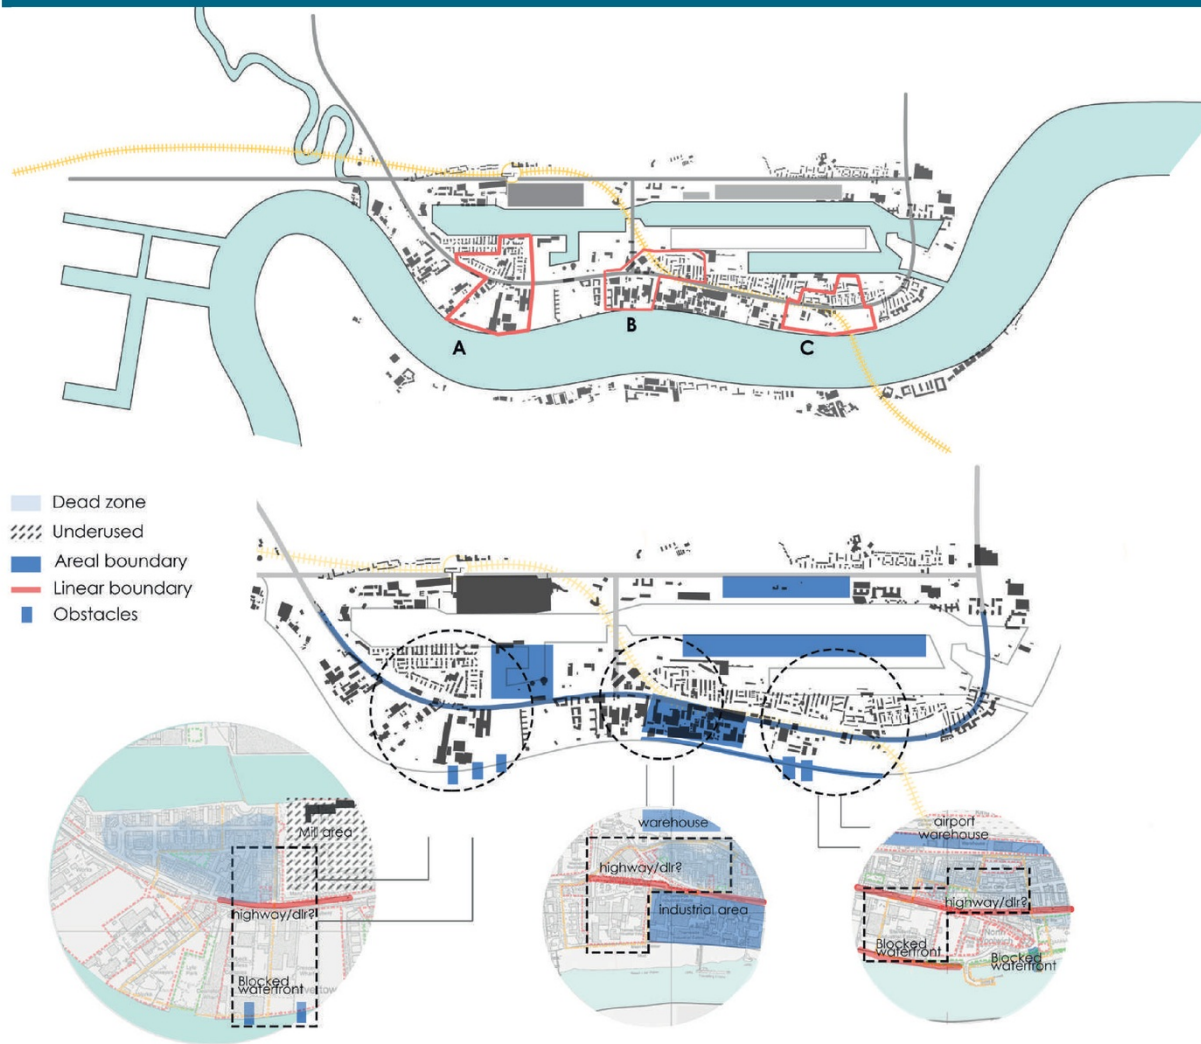 A
B
C
Dead zone
Underused
Areal boundary
Linear boundary
Obstacles
Mill area
highway/dlr?
Blocked
waterfront
warehouse
highway/dlr?
industrial area
airport
warehouse
highway/dlr?
Blocked
waterfront
Blocked
waterfront